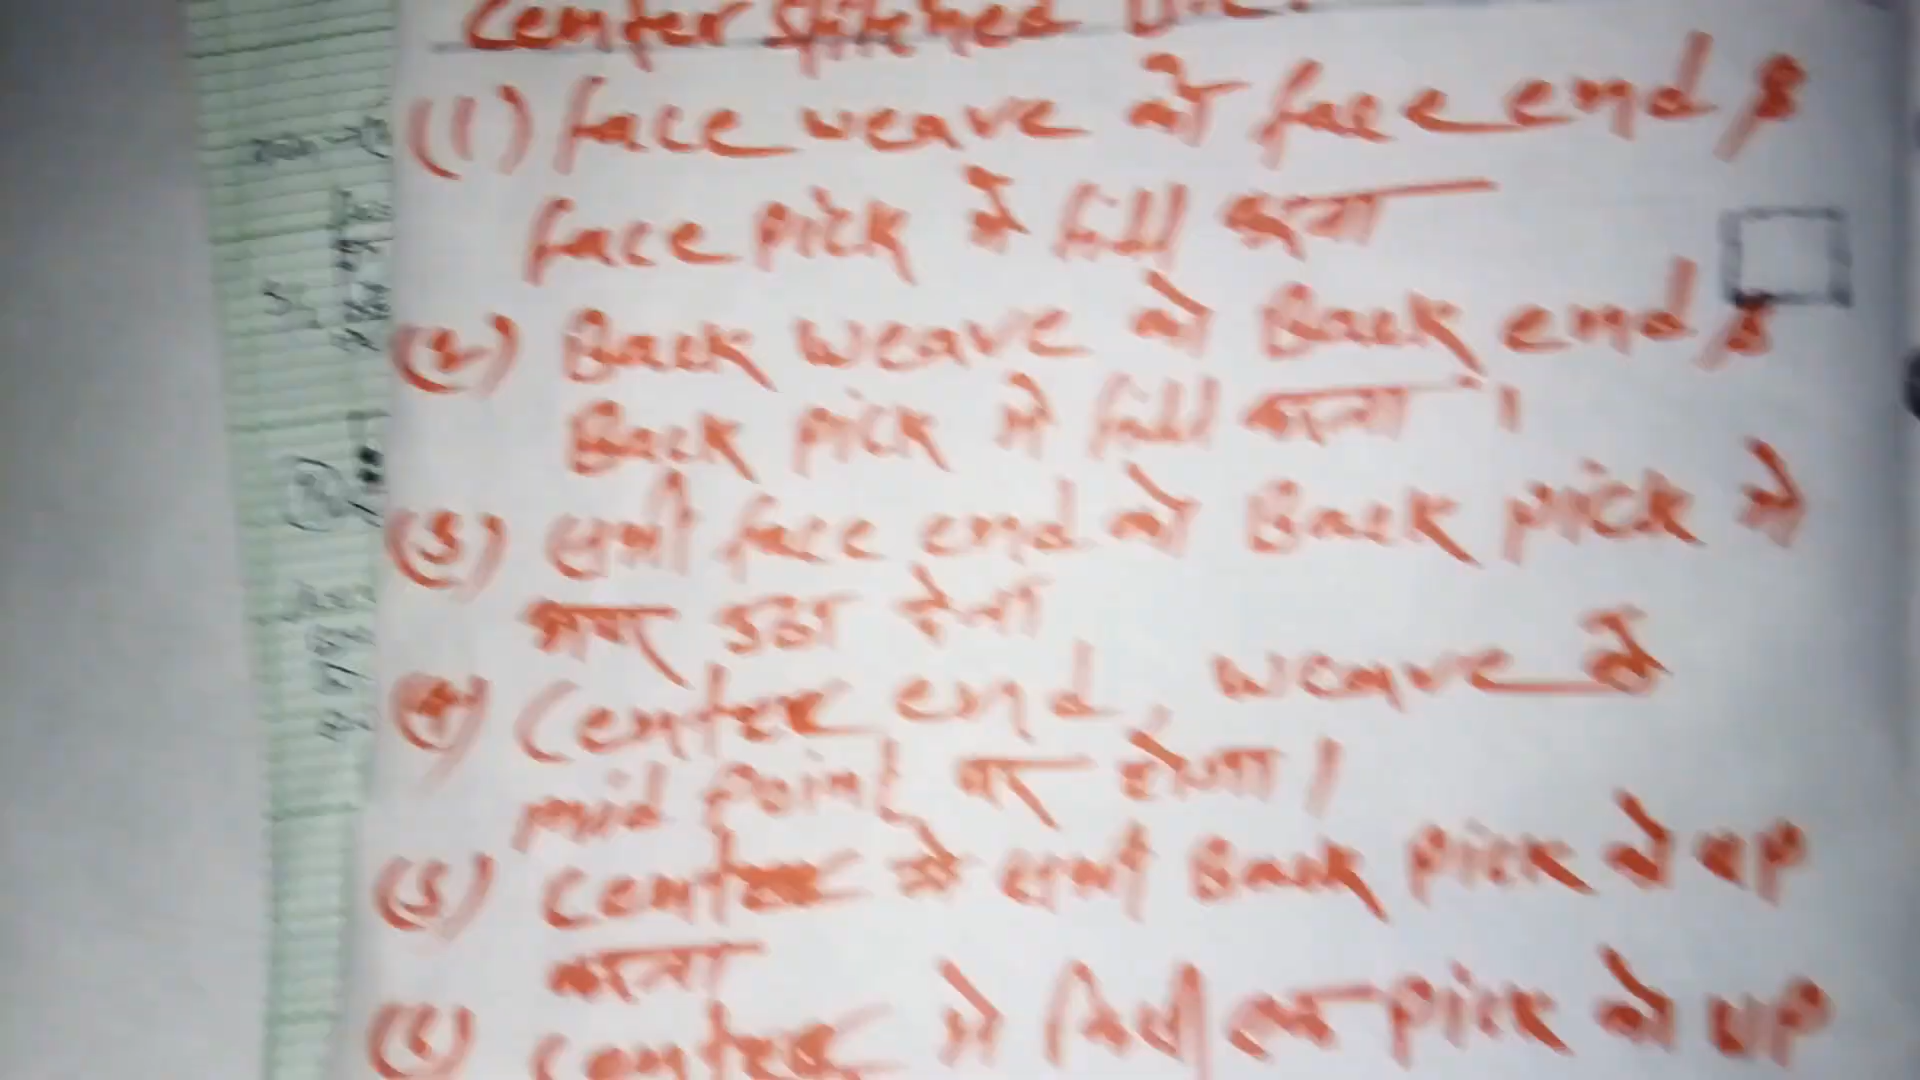 Center stitched
(1) face weave को face end &
face pick में fill करना
(2) Back weave को Back end &
Back pick में fill करना ।
(3) सभी face end को Back pick में
ऊपर उठा देना
(4) Center end, weave के
mid point पर होगा ।
(5) Center में सभी Back pick को up
करना
(6) Center में pick को up